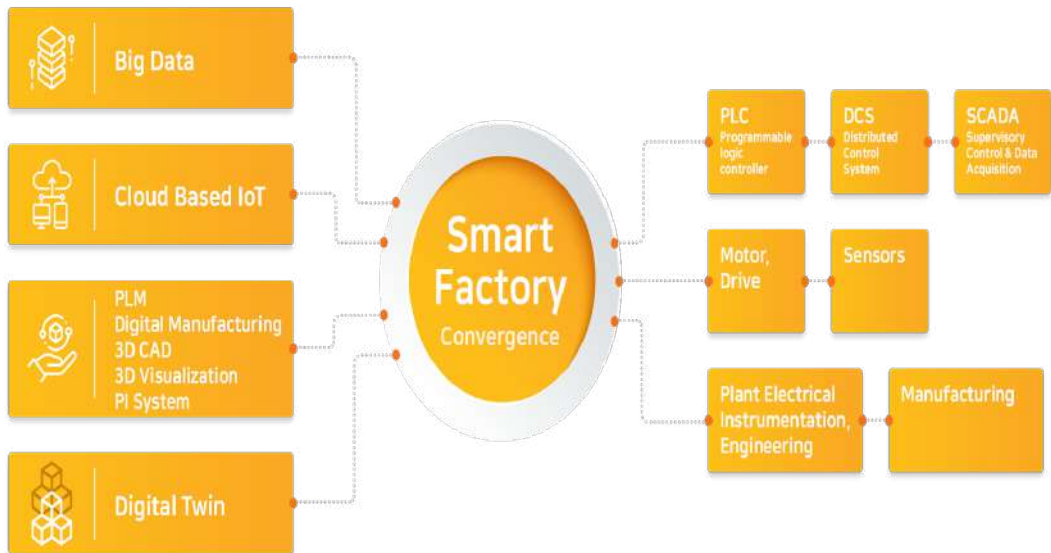 Big Data
Cloud Based IoT
PLM
Digital Manufacturing
3D CAD
3D Visualization
PI System
Digital Twin
Smart
Factory
Convergence
PLC
Programmable
logic
controller
DCS
Distributed
Control
System
SCADA
Supervisory
Control & Data
Acquisition
Motor,
Drive
Sensors
Plant Electrical
Instrumentation,
Engineering
Manufacturing